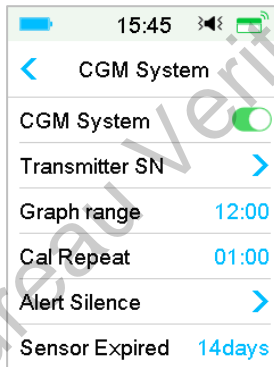 15:45
CGM System
CGM System
Transmitter SN
Graph range 12:00
Cal Repeat 01:00
Alert Silence
Sensor Expired 14days